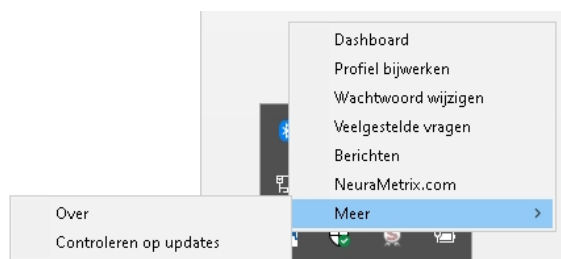 Dashboard
Profiel bijwerken
Wachtwoord wijzigen
Veelgestelde vragen
Berichten
NeuraMetrix.com
Meer
Over
Controleren op updates